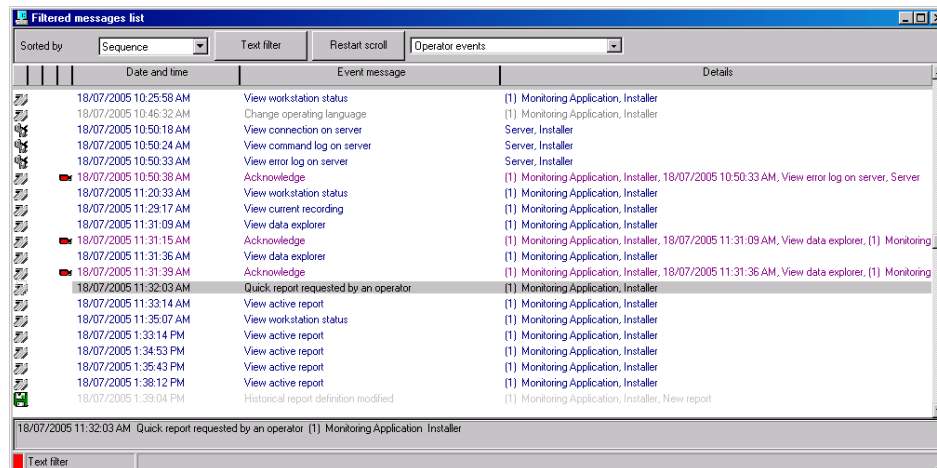 Filtered messages list
Sorted by Sequence Text filter Restart scroll Operator events
Date and time Event message Details
18/07/2005 10:25:58 AM View workstation status (1) Monitoring Application, Installer
18/07/2005 10:46:32 AM Change operating language (1) Monitoring Application, Installer
18/07/2005 10:50:18 AM View connection on server Server, Installer
18/07/2005 10:50:24 AM View command log on server Server, Installer
18/07/2005 10:50:33 AM View error log on server Server, Installer
18/07/2005 10:50:38 AM Acknowledge (1) Monitoring Application, Installer, 18/07/2005 10:50:33 AM, View error log on server, Server
18/07/2005 11:20:33 AM View workstation status (1) Monitoring Application, Installer
18/07/2005 11:29:17 AM View current recording (1) Monitoring Application, Installer
18/07/2005 11:31:09 AM View data explorer (1) Monitoring Application, Installer
18/07/2005 11:31:15 AM Acknowledge (1) Monitoring Application, Installer, 18/07/2005 11:31:09 AM, View data explorer, (1) Monitoring
18/07/2005 11:31:36 AM View data explorer (1) Monitoring Application, Installer
18/07/2005 11:31:39 AM Acknowledge (1) Monitoring Application, Installer, 18/07/2005 11:31:36 AM, View data explorer, (1) Monitoring
18/07/2005 11:32:03 AM Quick report requested by an operator (1) Monitoring Application, Installer
18/07/2005 11:33:14 AM View active report (1) Monitoring Application, Installer
18/07/2005 11:35:07 AM View workstation status (1) Monitoring Application, Installer
18/07/2005 1:33:14 PM View active report (1) Monitoring Application, Installer
18/07/2005 1:34:53 PM View active report (1) Monitoring Application, Installer
18/07/2005 1:35:43 PM View active report (1) Monitoring Application, Installer
18/07/2005 1:38:12 PM View active report (1) Monitoring Application, Installer
18/07/2005 1:39:04 PM Historical report definition modified (1) Monitoring Application, Installer, New report
18/07/2005 11:32:03 AM Quick report requested by an operator (1) Monitoring Application Installer
Text filter